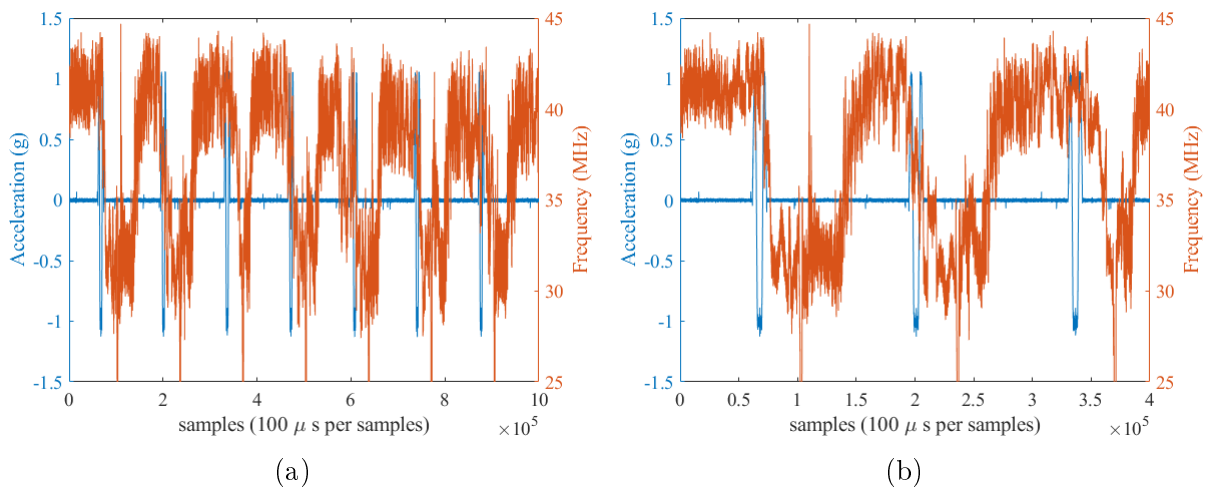 1.5
1
0.5
0
-0.5
-1
-1.5
Acceleration (g)
45
40
35
30
25
Frequency (MHz)
0 2 4 6 8 10
samples (100 μ s per samples) ×10^5
(a)
1.5
1
0.5
0
-0.5
-1
-1.5
Acceleration (g)
45
40
35
30
25
Frequency (MHz)
0 0.5 1 1.5 2 2.5 3 3.5 4
samples (100 μ s per samples) ×10^5
(b)